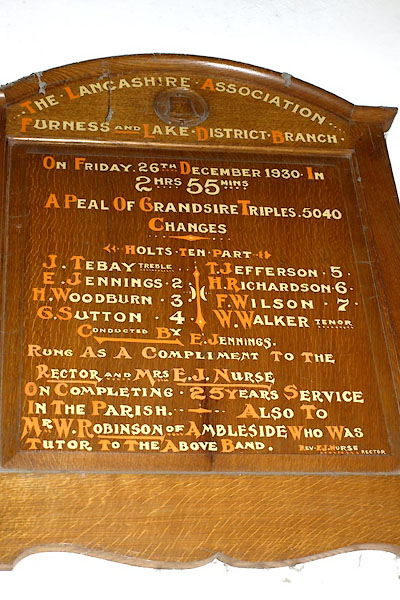 The Lancashire Association
Furness and Lake District Branch
On Friday. 26th December 1930. In
2 Hrs 55 mins
A Peal Of Grandsire Triples. 5040
Changes
Holts Ten Part
J. Tebay Treble T. Jefferson. 5.
E. Jennings. 2 H. Richardson. 6.
H. Woodburn. 3 F. Wilson. 7
G. Sutton. 4 W. Walker Tenor
Conducted By E. Jennings.
Rung As A Compliment To The
Rector and Mrs E.J. Nurse
On Completing. 25 Years Service
In The Parish. Also To
Mr W. Robinson of Ambleside Who Was
Tutor To The Above Band. Rev. E.J. Nurse
Rector